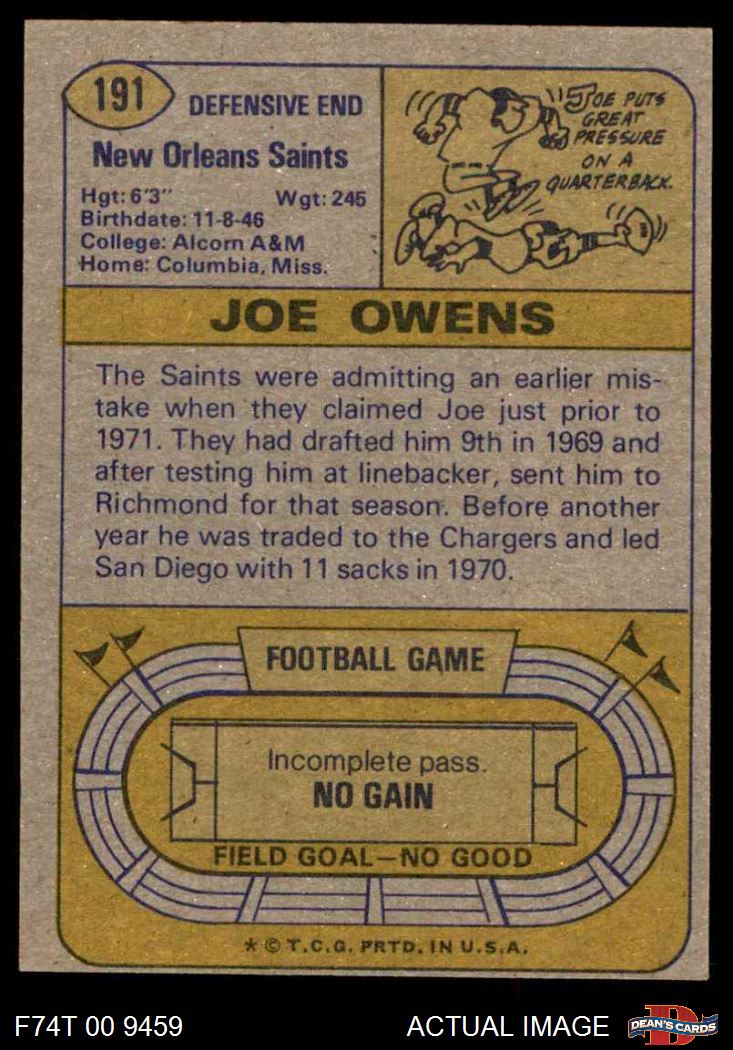 191
DEFENSIVE END
New Orleans Saints
Hgt: 6'3" Wgt: 245
Birthdate: 11-8-46
College: Alcorn A&M
Home: Columbia, Miss.
JOE PUTS
GREAT
PRESSURE
ON A
QUARTERBACK.
JOE OWENS
The Saints were admitting an earlier mis-
take when they claimed Joe just prior to
1971. They had drafted him 9th in 1969 and
after testing him at linebacker, sent him to
Richmond for that season. Before another
year he was traded to the Chargers and led
San Diego with 11 sacks in 1970.
FOOTBALL GAME
Incomplete pass.
NO GAIN
FIELD GOAL—NO GOOD
* © T.C.G. PRTD. IN U.S.A.
F74T 00 9459 ACTUAL IMAGE D DEAN'S CARDS